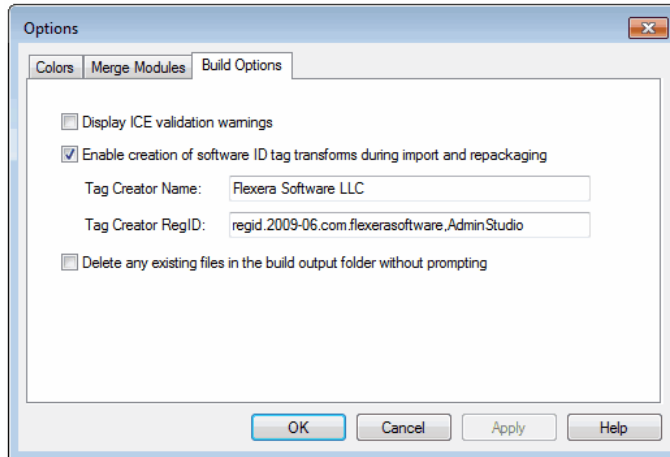 Options
Colors Merge Modules Build Options
Display ICE validation warnings
Enable creation of software ID tag transforms during import and repackaging
Tag Creator Name: Flexera Software LLC
Tag Creator RegID: regid.2009-06.com.flexerasoftware,AdminStudio
Delete any existing files in the build output folder without prompting
OK Cancel Apply Help